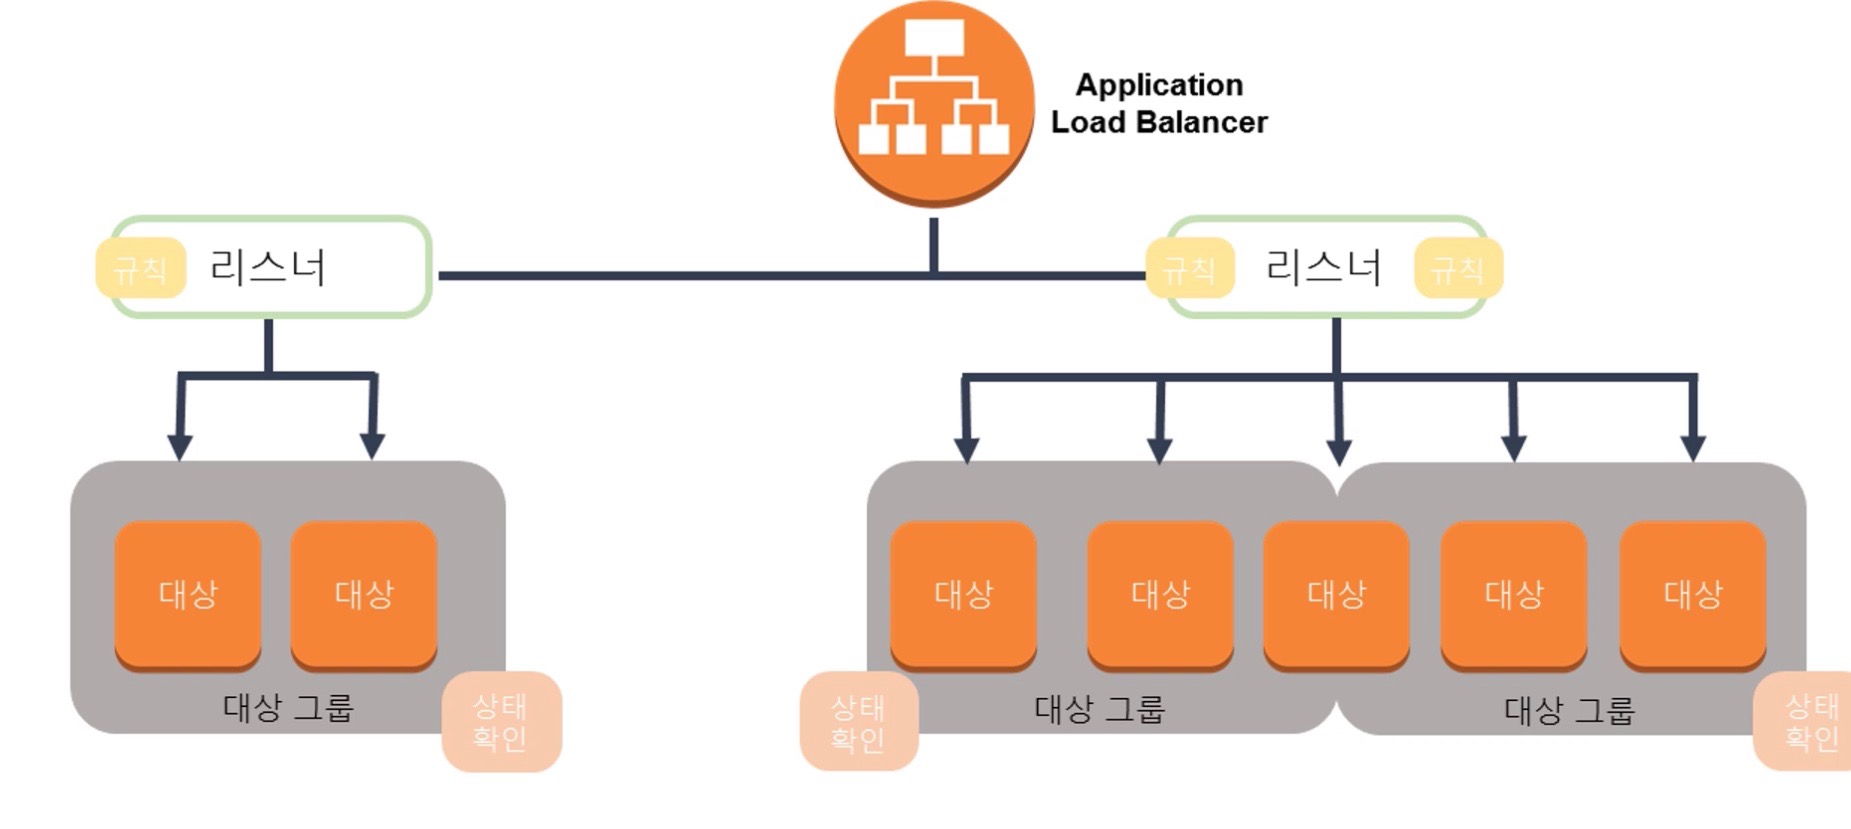 Application
Load Balancer
규칙
리스너
규칙
리스너
규칙
대상
대상
대상
대상
대상
대상
대상
대상 그룹
상태
확인
상태
확인
대상 그룹
대상 그룹
상태
확인